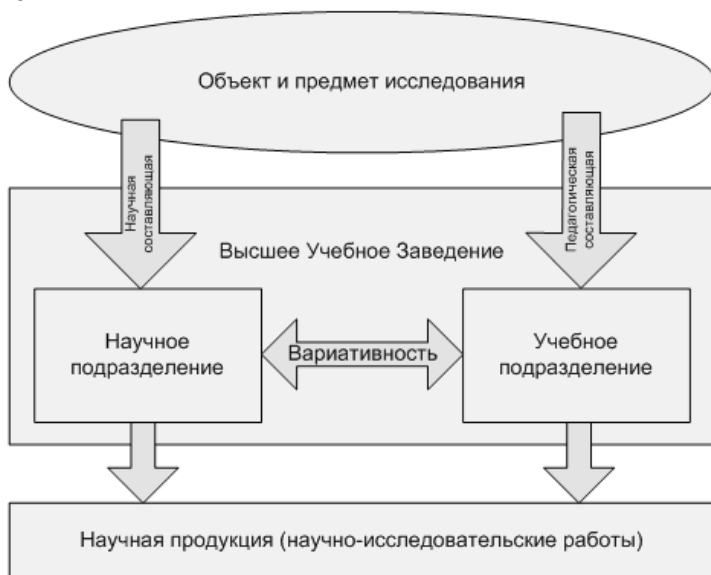 Объект и предмет исследования
Научная
составляющая
Педагогическая
составляющая
Высшее Учебное Заведение
Научное
подразделение
Вариативность
Учебное
подразделение
Научная продукция (научно-исследовательские работы)